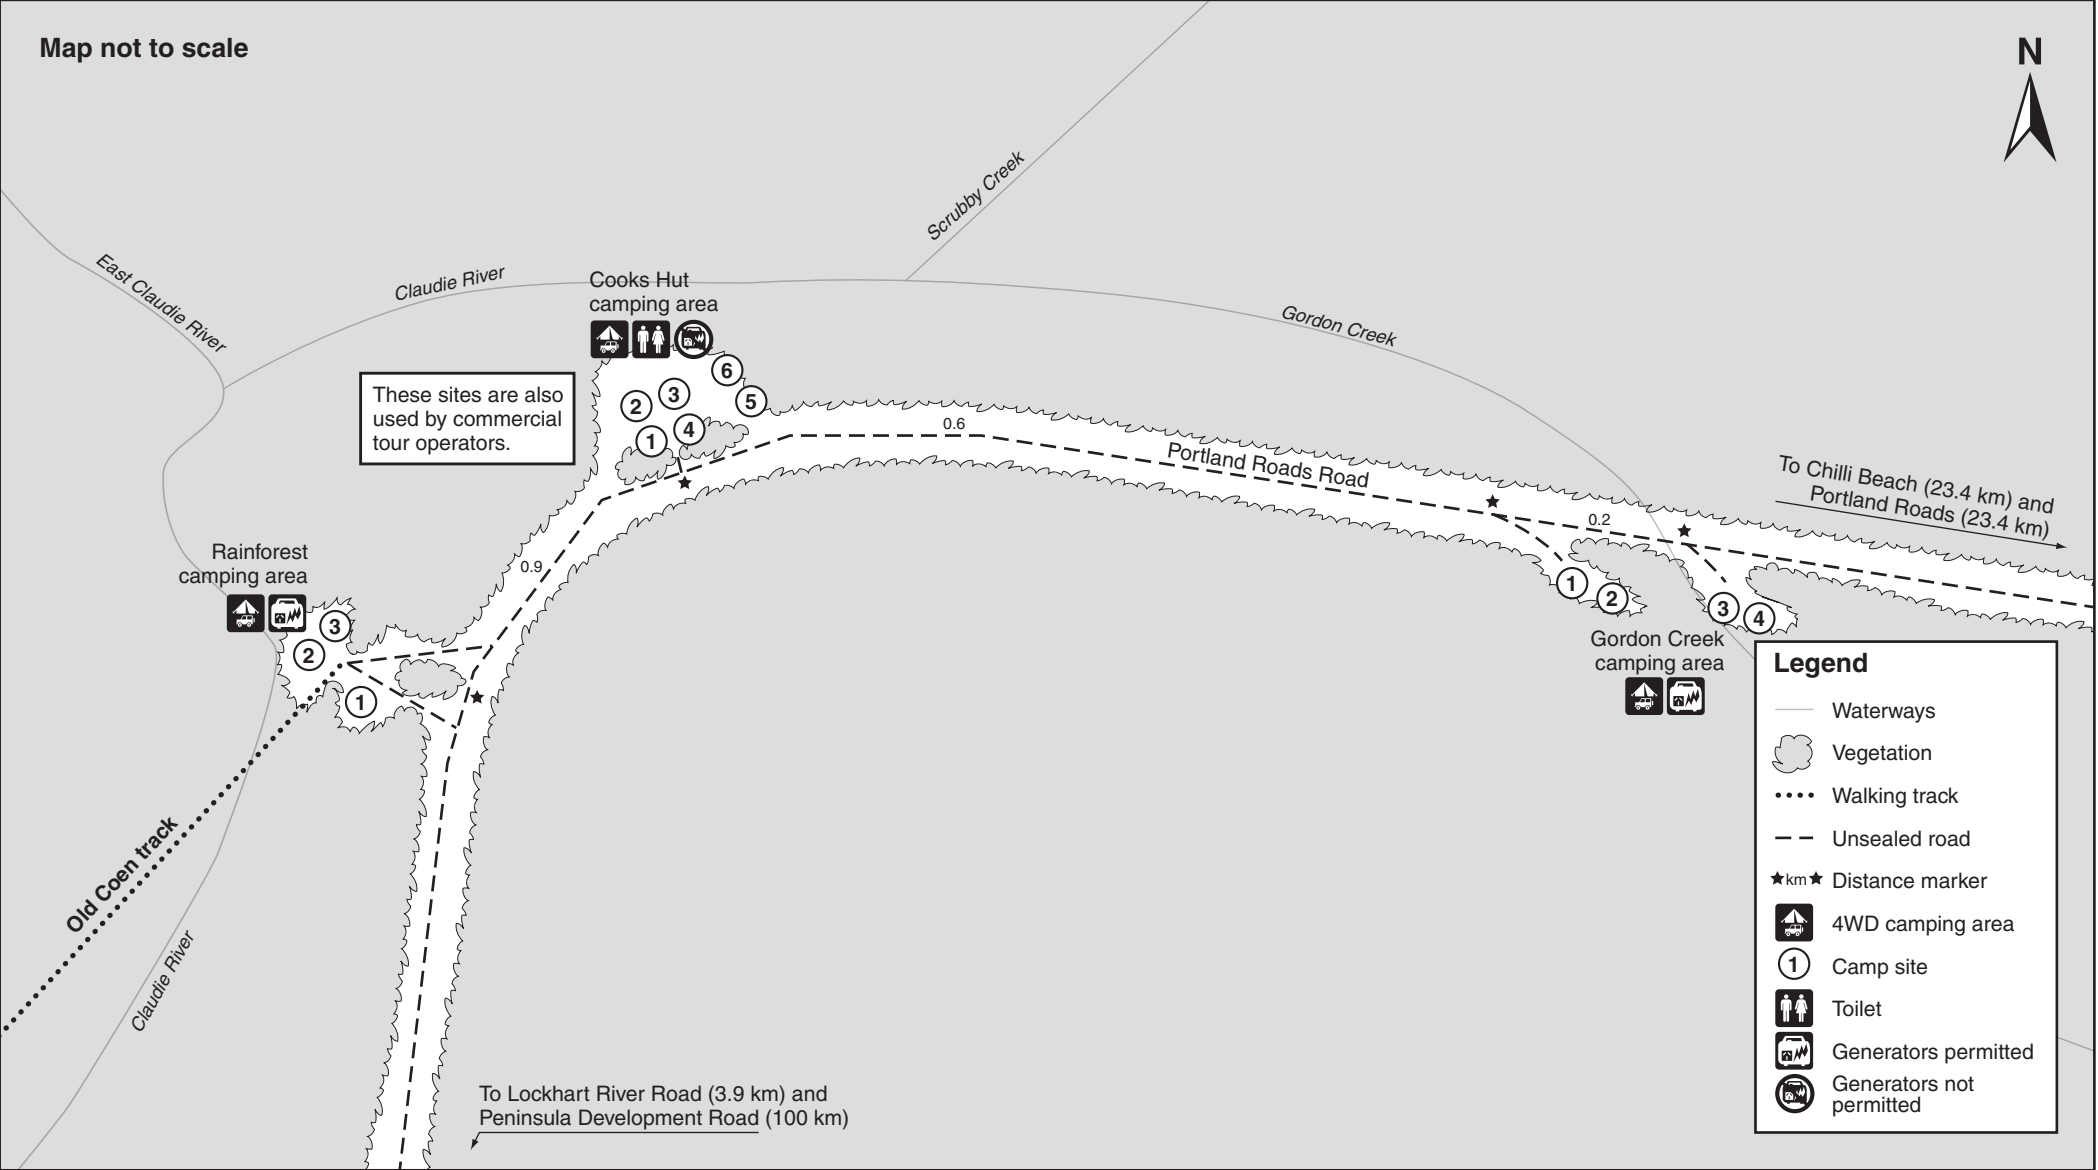 Map not to scale
N
Scrubby Creek
East Claudie River
Claudie River
Cooks Hut
camping area
Gordon Creek
These sites are also
used by commercial
tour operators.
6
3
2
5
4
1
0.6
Portland Roads Road
To Chilli Beach (23.4 km) and
Portland Roads (23.4 km)
0.2
0.9
Rainforest
camping area
3
2
1
1
2
3
4
Gordon Creek
camping area
Old Coen track
Claudie River
To Lockhart River Road (3.9 km) and
Peninsula Development Road (100 km)
Legend
Waterways
Vegetation
Walking track
Unsealed road
km Distance marker
4WD camping area
1 Camp site
Toilet
Generators permitted
Generators not
permitted